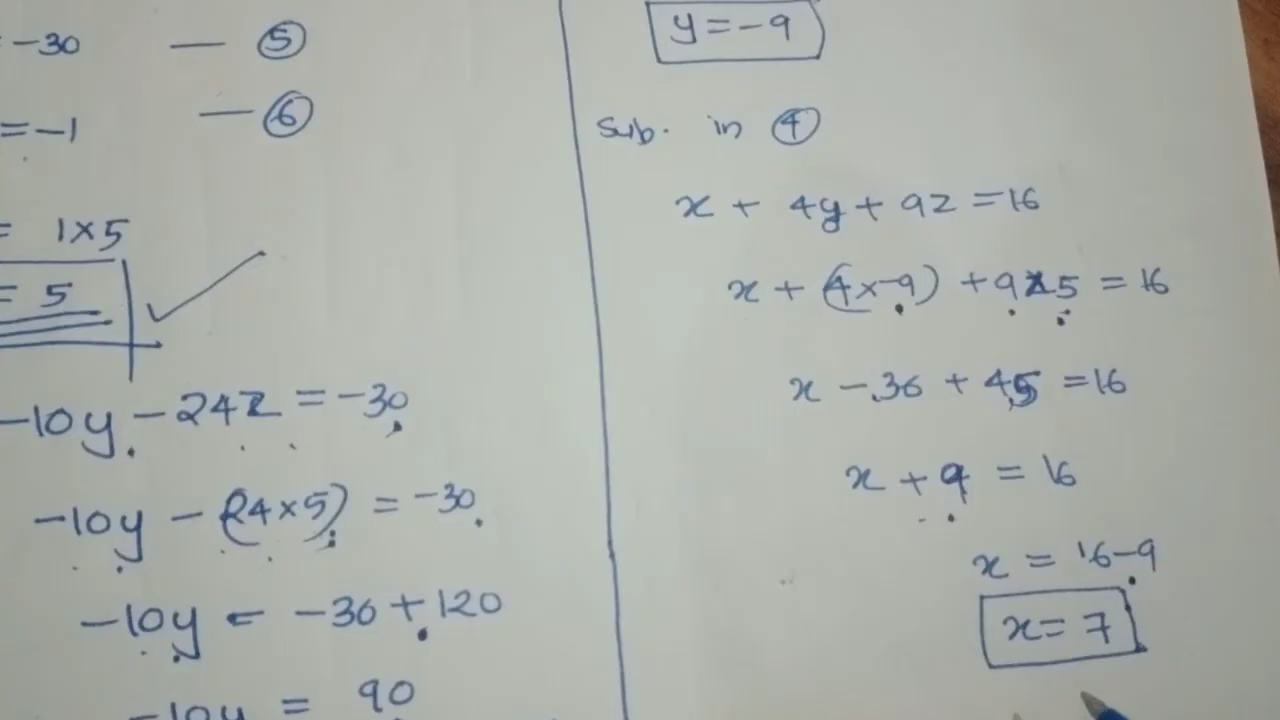 = -30 — 5
= -1 — 6
= 1×5
= 5
-10y - 24z = -30
-10y - (24×5) = -30
-10y = -30 + 120
-10y = 90
y = -9
Sub. in 4
x + 4y + 9z = 16
x + (4×-9) + 9×5 = 16
x - 36 + 45 = 16
x + 9 = 16
x = 16-9
x = 7